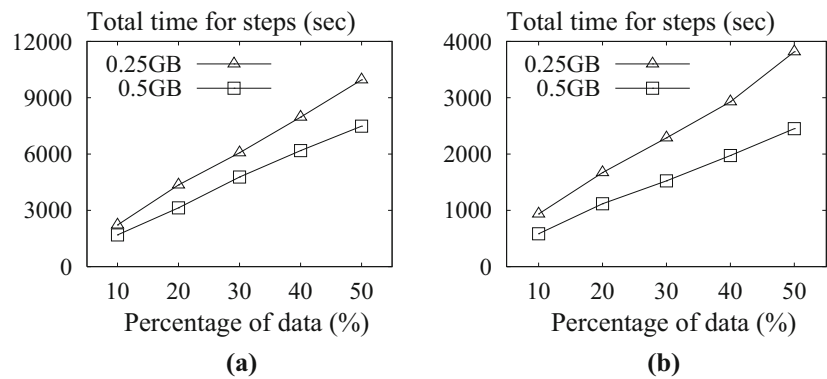 Total time for steps (sec)
12000
9000
6000
3000
0
0.25GB
0.5GB
10 20 30 40 50
Percentage of data (%)
(a)
Total time for steps (sec)
4000
3000
2000
1000
0
0.25GB
0.5GB
10 20 30 40 50
Percentage of data (%)
(b)